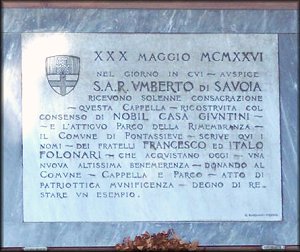 XXX MAGGIO MCMXXVI
NEL GIORNO IN CVI – AVSPICE
S.A.R. VMBERTO DI SAVOIA
RICEVONO SOLENNE CONSACRAZIONE
– QUESTA CAPPELLA – RICOSTRVITA COL
CONSENSO DI NOBIL CASA GIVNTINI –
– E L'ATTIGVO PARCO DELLA RIMEMBRANZA –
IL COMVNE DI PONTASSIEVE – SCRIVE QVI I
NOMI – DEI FRATELLI FRANCESCO ED ITALO
FOLONARI – CHE ACQVISTANO OGGI – VNA
NVOVA ALTISSIMA BENEMERENZA – DONANDO AL
COMVNE – CAPPELLA E PARCO – ATTO DI
PATRIOTTICA MVNIFICENZA – DEGNO DI RE-
STARE VN ESEMPIO.